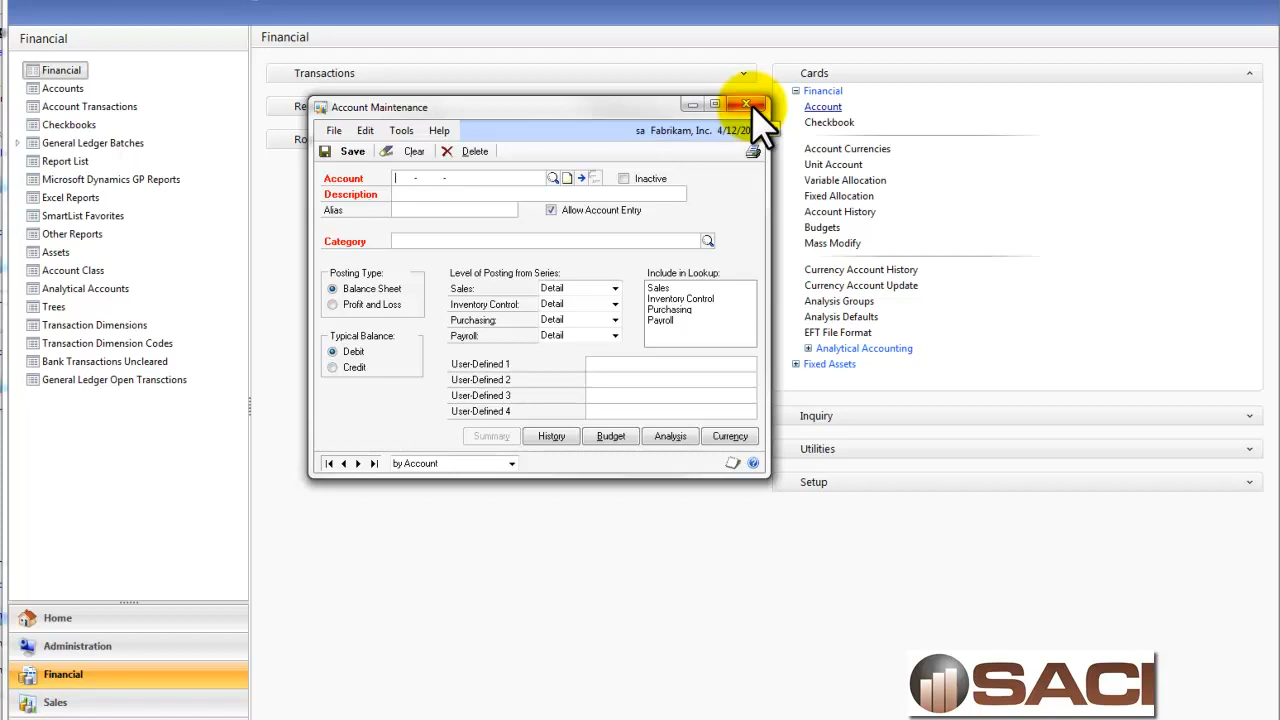 Financial
Financial
Accounts
Account Transactions
Checkbooks
General Ledger Batches
Report List
Microsoft Dynamics GP Reports
Excel Reports
SmartList Favorites
Other Reports
Assets
Account Class
Analytical Accounts
Trees
Transaction Dimensions
Transaction Dimension Codes
Bank Transactions Uncleared
General Ledger Open Transctions
Home
Administration
Financial
Sales
Financial
Transactions
Re
Ro
Account Maintenance
File Edit Tools Help
sa Fabrikam, Inc. 4/12/20
Save Clear Delete
Account - - Inactive
Description
Alias Allow Account Entry
Category
Posting Type:
Balance Sheet
Profit and Loss
Typical Balance:
Debit
Credit
Level of Posting from Series:
Sales: Detail
Inventory Control: Detail
Purchasing: Detail
Payroll: Detail
Include in Lookup:
Sales
Inventory Control
Purchasing
Payroll
User-Defined 1
User-Defined 2
User-Defined 3
User-Defined 4
Summary History Budget Analysis Currency
by Account
Cards
Financial
Account
Checkbook
Account Currencies
Unit Account
Variable Allocation
Fixed Allocation
Account History
Budgets
Mass Modify
Currency Account History
Currency Account Update
Analysis Groups
Analysis Defaults
EFT File Format
Analytical Accounting
Fixed Assets
Inquiry
Utilities
Setup
SACI